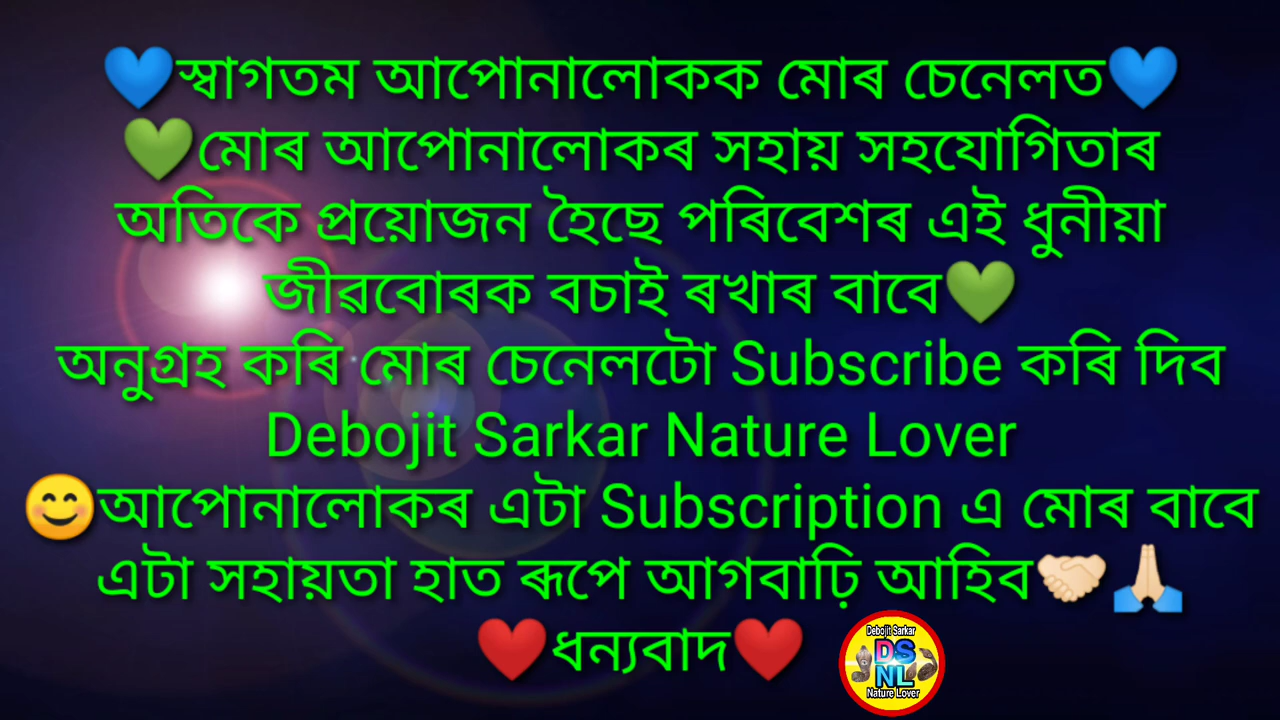 💙স্বাগতম আপোনালোকক মোৰ চেনেলত💙
💚মোৰ আপোনালোকৰ সহায় সহযোগিতাৰ
অতিকে প্ৰয়োজন হৈছে পৰিবেশৰ এই ধুনীয়া
জীৱবোৰক বচাই ৰখাৰ বাবে💚
অনুগ্ৰহ কৰি মোৰ চেনেলটো Subscribe কৰি দিব
Debojit Sarkar Nature Lover
😊আপোনালোকৰ এটা Subscription এ মোৰ বাবে
এটা সহায়তা হাত ৰূপে আগবাঢ়ি আহিব🤝🏻🙏🏻
❤️ধন্যবাদ❤️
Debojit Sarkar
DS
NL
Nature Lover